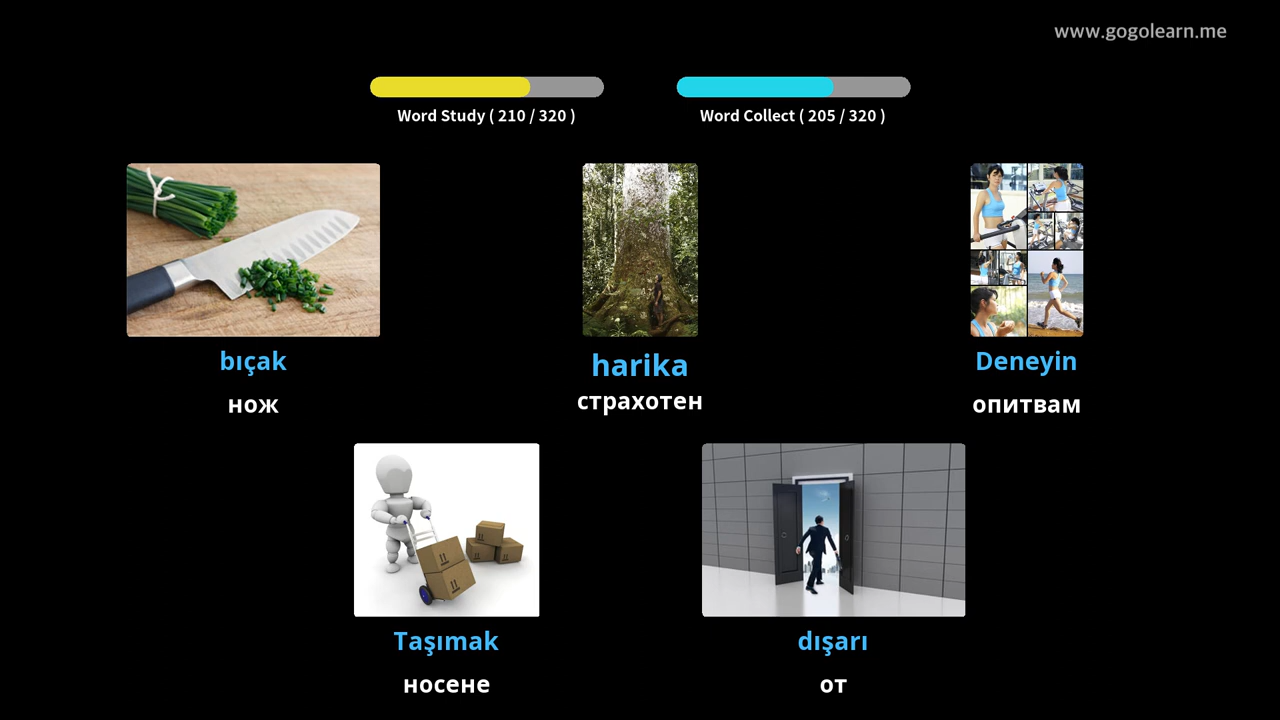 www.gogolearn.me
Word Study ( 210 / 320 )
Word Collect ( 205 / 320 )
bıçak
нож
harika
страхотен
Deneyin
опитвам
Taşımak
носене
dışarı
от